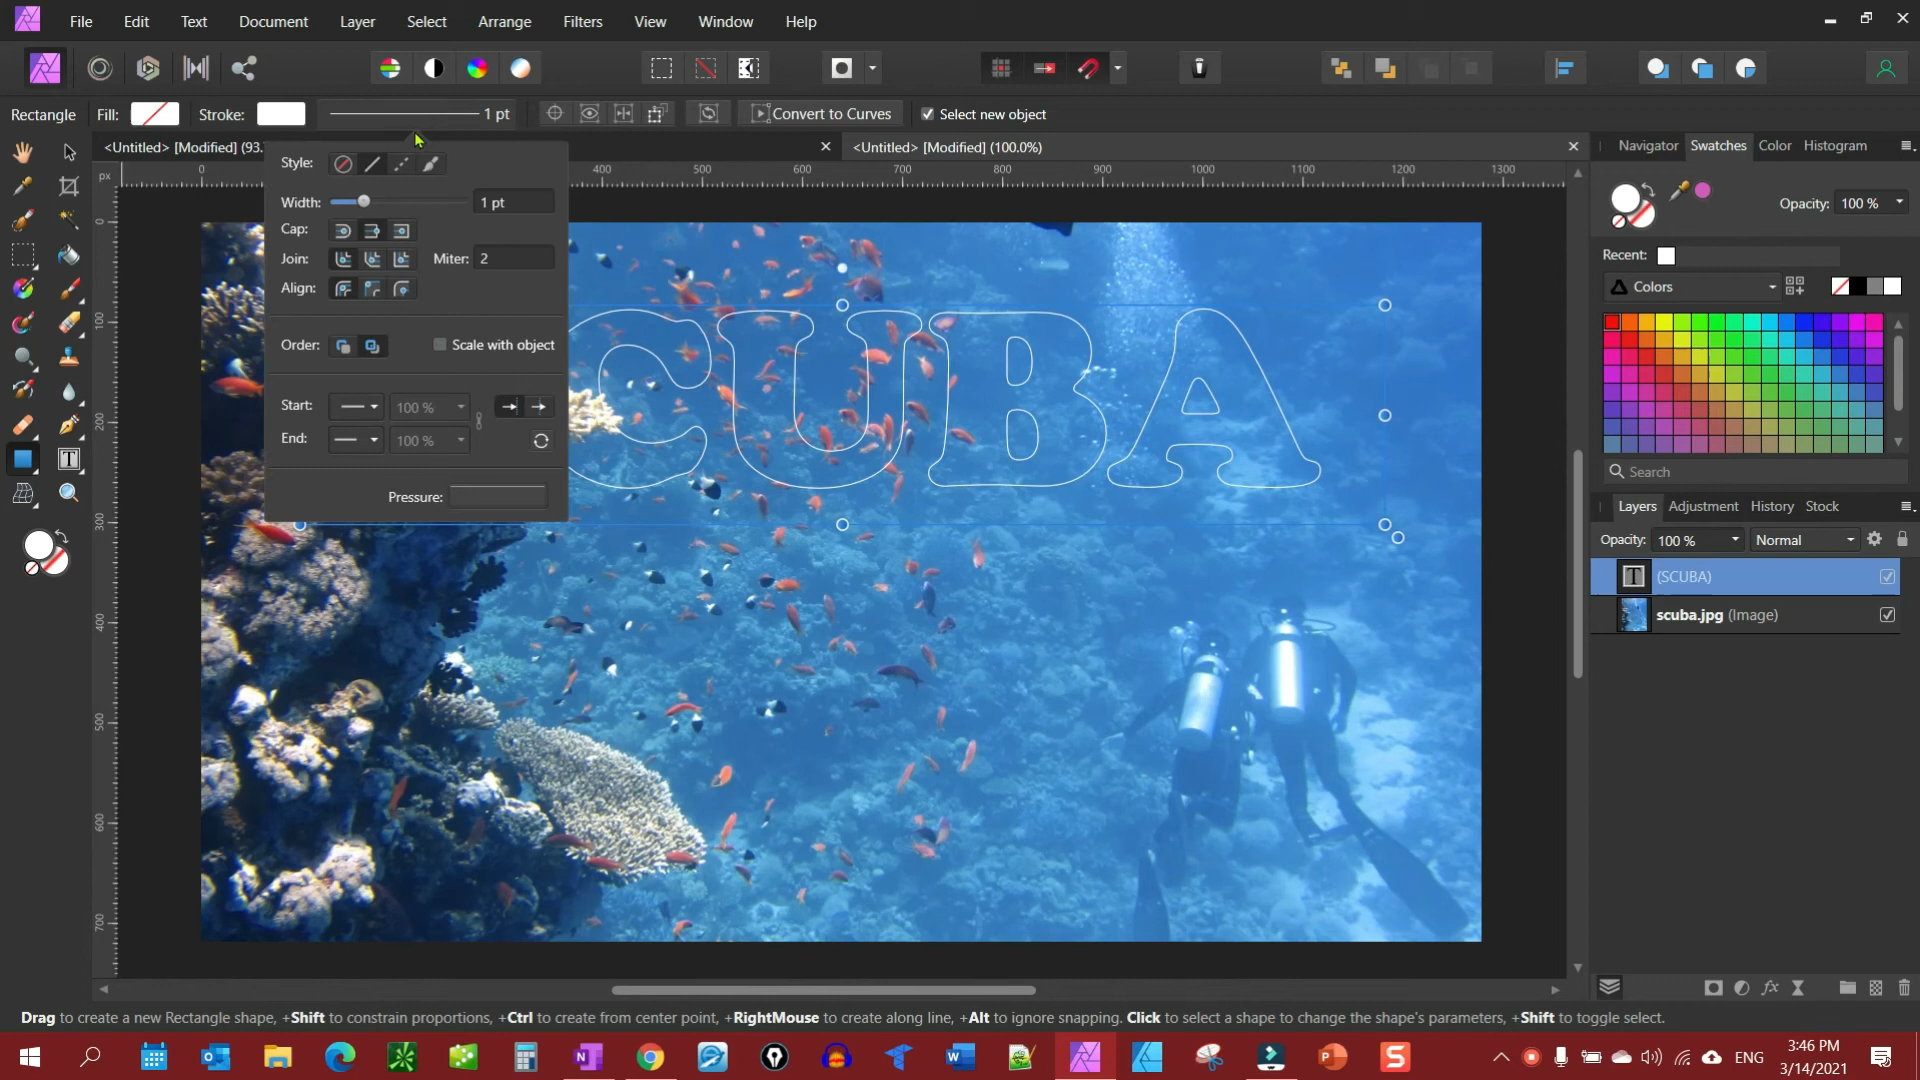 File Edit Text Document Layer Select Arrange Filters View Window Help
Rectangle Fill: Stroke: 1 pt Convert to Curves Select new object
<Untitled> [Modified] (93. <Untitled> [Modified] (100.0%)
Navigator Swatches Color Histogram
px 0 400 500 600 700 800 900 1000 1100 1200 1300
Style:
Width: 1 pt
Cap:
Join: Miter: 2
Align:
Order: Scale with object
Start: 100 %
End: 100 %
Pressure:
0
100
200
300
400
500
600
700
CUBA
Opacity: 100 %
Recent:
Colors
Search
Layers Adjustment History Stock
Opacity: 100 % Normal
(SCUBA)
scuba.jpg (Image)
Drag to create a new Rectangle shape, +Shift to constrain proportions, +Ctrl to create from center point, +RightMouse to create along line, +Alt to ignore snapping. Click to select a shape to change the shape's parameters, +Shift to toggle select.
ENG
3:46 PM
3/14/2021